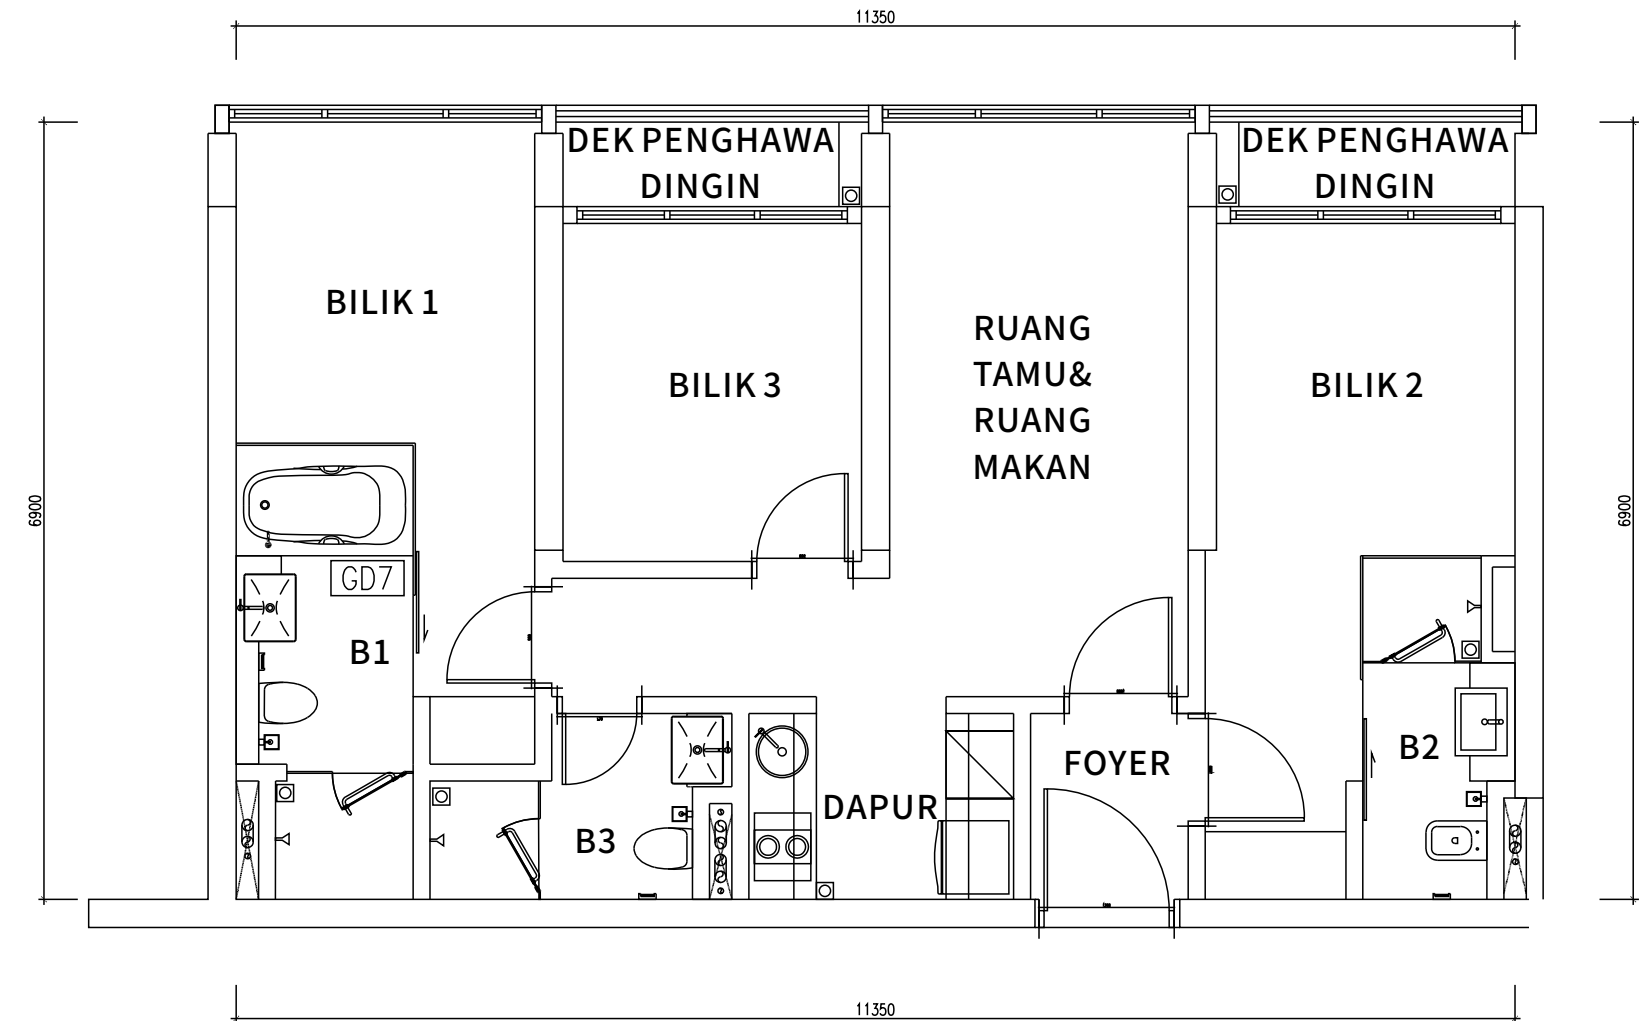 11350
DEK PENGHAWA
DINGIN
DEK PENGHAWA
DINGIN
BILIK 1
BILIK 3
RUANG
TAMU&
RUANG
MAKAN
BILIK 2
6900
6900
GD7
B1
B2
FOYER
DAPUR
B3
11350